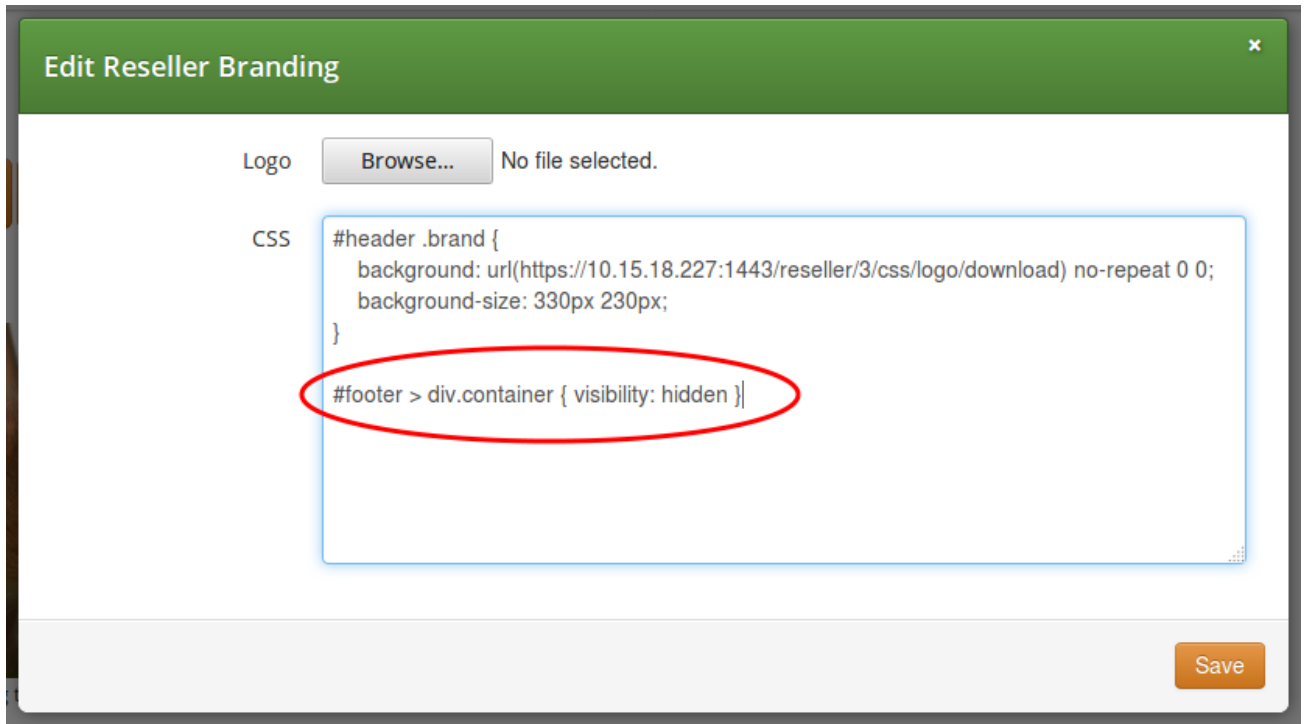 Edit Reseller Branding
×
Logo
Browse...
No file selected.
CSS
#header .brand {
    background: url(https://10.15.18.227:1443/reseller/3/css/logo/download) no-repeat 0 0;
    background-size: 330px 230px;
}
#footer > div.container { visibility: hidden }
Save